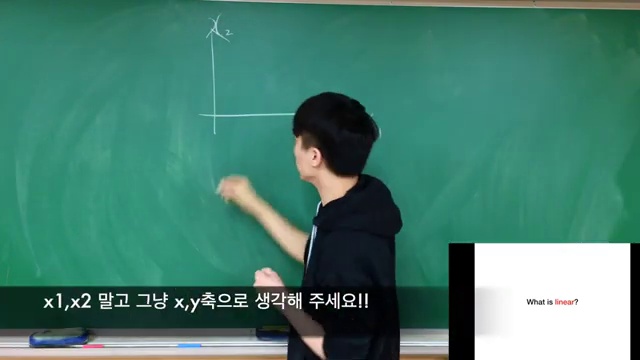 x₂
x1,x2 말고 그냥 x,y축으로 생각해 주세요!!
What is linear?